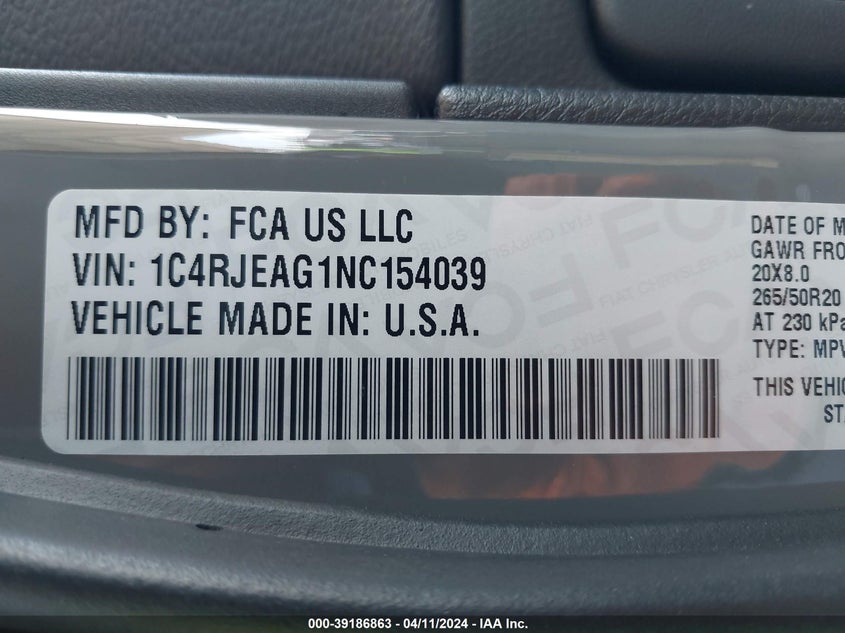 MFD BY: FCA US LLC
VIN: 1C4RJEAG1NC154039
VEHICLE MADE IN: U.S.A.
DATE OF M
GAWR FRO
20X8.0
265/50R20
AT 230 kPa
TYPE: MPV
THIS VEHIC
ST
000-39186863 - 04/11/2024 - IAA Inc.